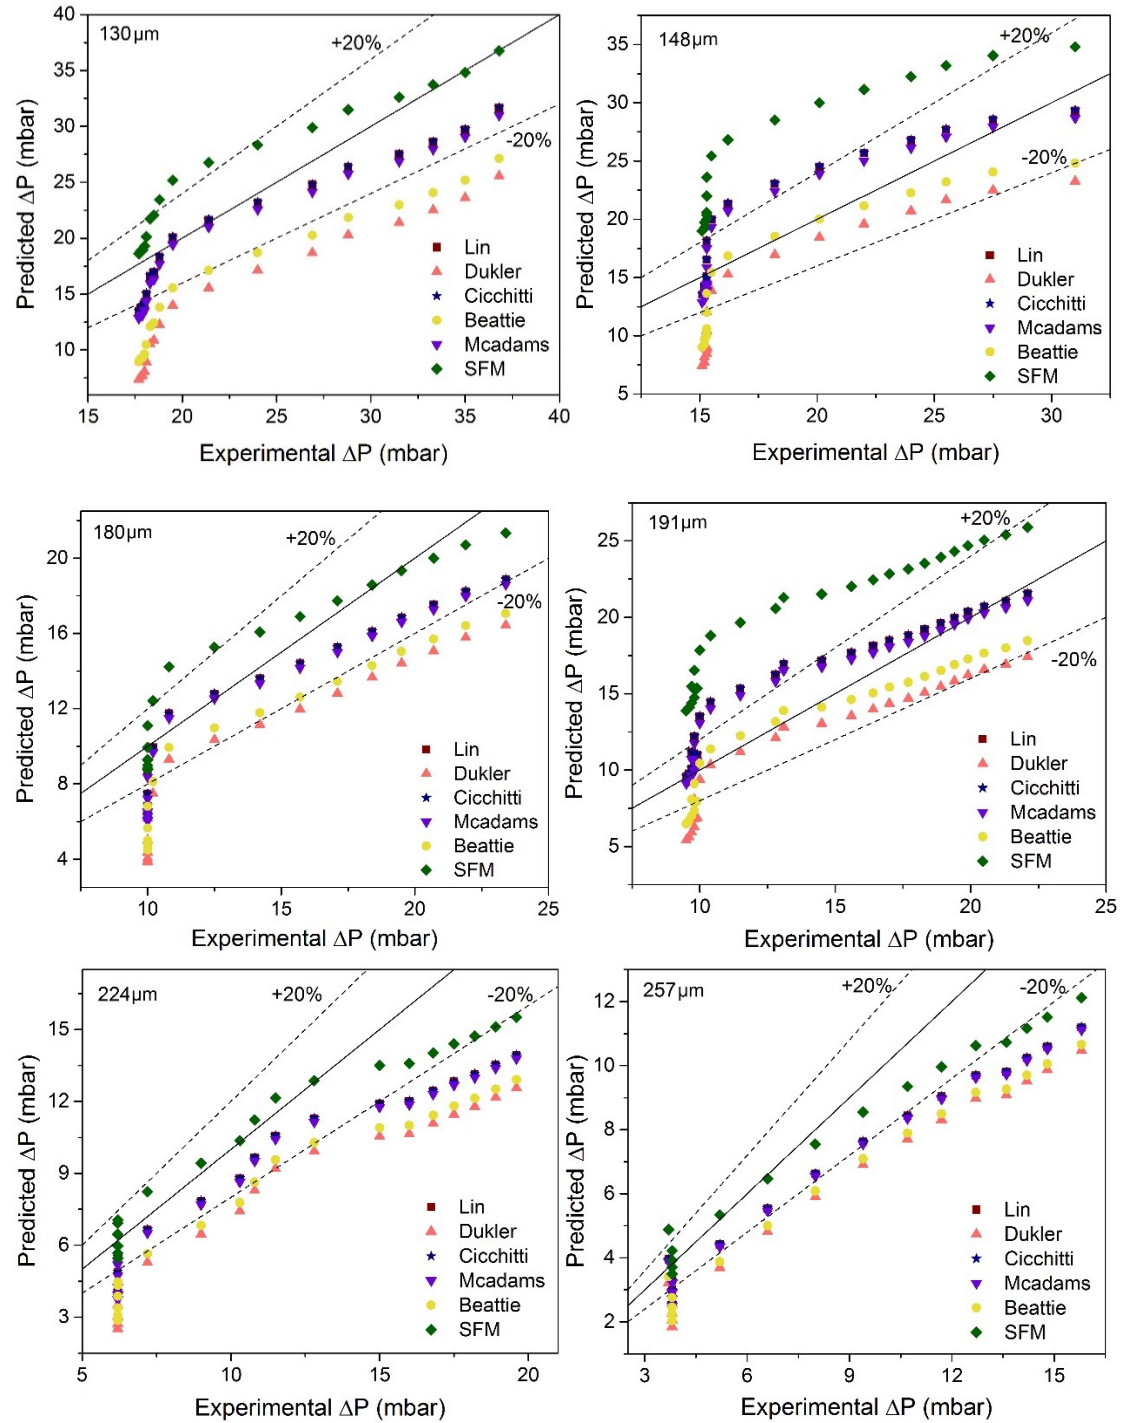 130μm
+20%
-20%
Predicted ΔP (mbar)
40
35
30
25
20
15
10
Lin
Dukler
Cicchitti
Beattie
Mcadams
SFM
15 20 25 30 35 40
Experimental ΔP (mbar)
148μm
+20%
-20%
Predicted ΔP (mbar)
35
30
25
20
15
10
5
Lin
Dukler
Cicchitti
Mcadams
Beattie
SFM
15 20 25 30
Experimental ΔP (mbar)
180μm
+20%
-20%
Predicted ΔP (mbar)
20
16
12
8
4
Lin
Dukler
Cicchitti
Mcadams
Beattie
SFM
10 15 20 25
Experimental ΔP (mbar)
191μm
+20%
-20%
Predicted ΔP (mbar)
25
20
15
10
5
Lin
Dukler
Cicchitti
Mcadams
Beattie
SFM
10 15 20 25
Experimental ΔP (mbar)
224μm
+20%
-20%
Predicted ΔP (mbar)
15
12
9
6
3
Lin
Dukler
Cicchitti
Mcadams
Beattie
SFM
5 10 15 20
Experimental ΔP (mbar)
257μm
+20%
-20%
Predicted ΔP (mbar)
12
10
8
6
4
2
Lin
Dukler
Cicchitti
Mcadams
Beattie
SFM
3 6 9 12 15
Experimental ΔP (mbar)